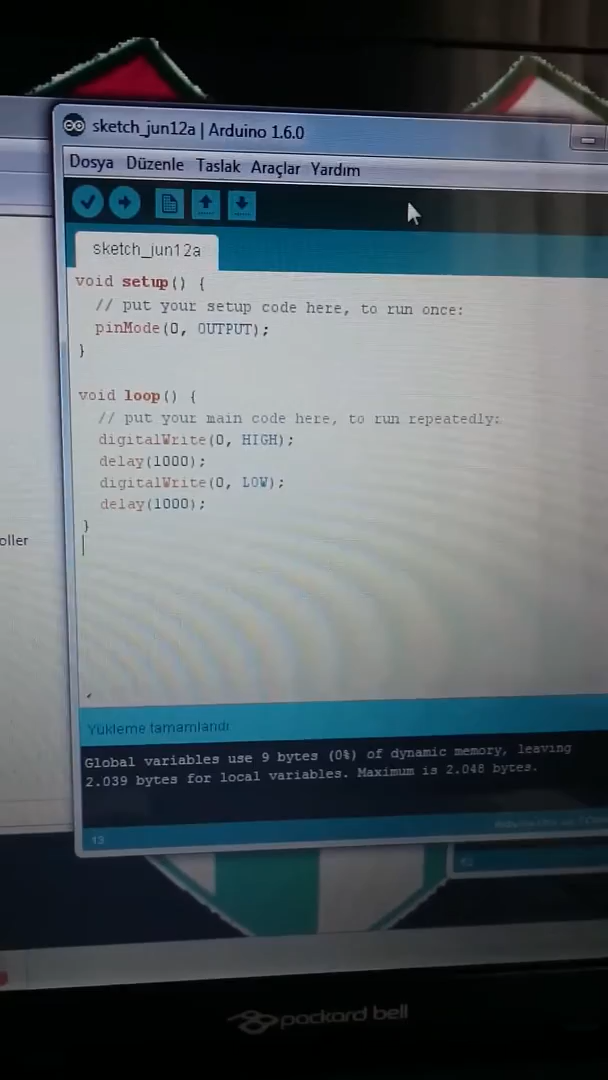 sketch_jun12a | Arduino 1.6.0
Dosya Düzenle Taslak Araçlar Yardım
sketch_jun12a
void setup() {
// put your setup code here, to run once:
pinMode(0, OUTPUT);
}
void loop() {
// put your main code here, to run repeatedly:
digitalWrite(0, HIGH);
delay(1000);
digitalWrite(0, LOW);
delay(1000);
}
oller
Yükleme tamamlandı
Global variables use 9 bytes (0%) of dynamic memory, leaving
2.039 bytes for local variables. Maximum is 2.048 bytes.
13
packard bell